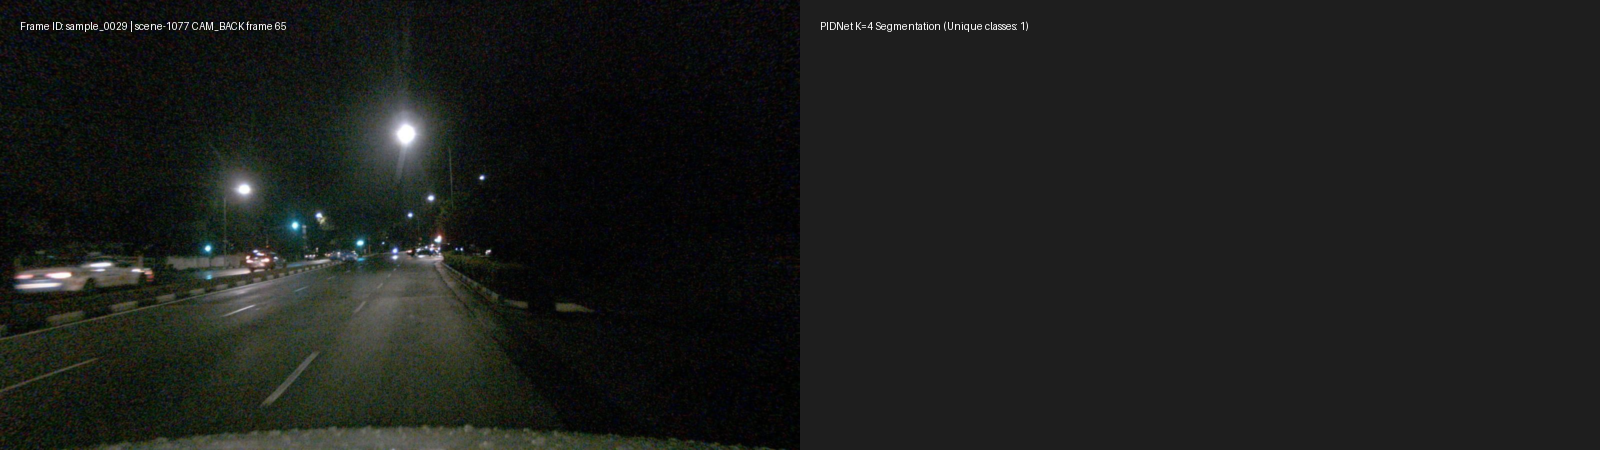 Frame ID: sample_0029 | scene-1077 CAM_BACK frame 65
PIDNet K=4 Segmentation (Unique classes: 1)